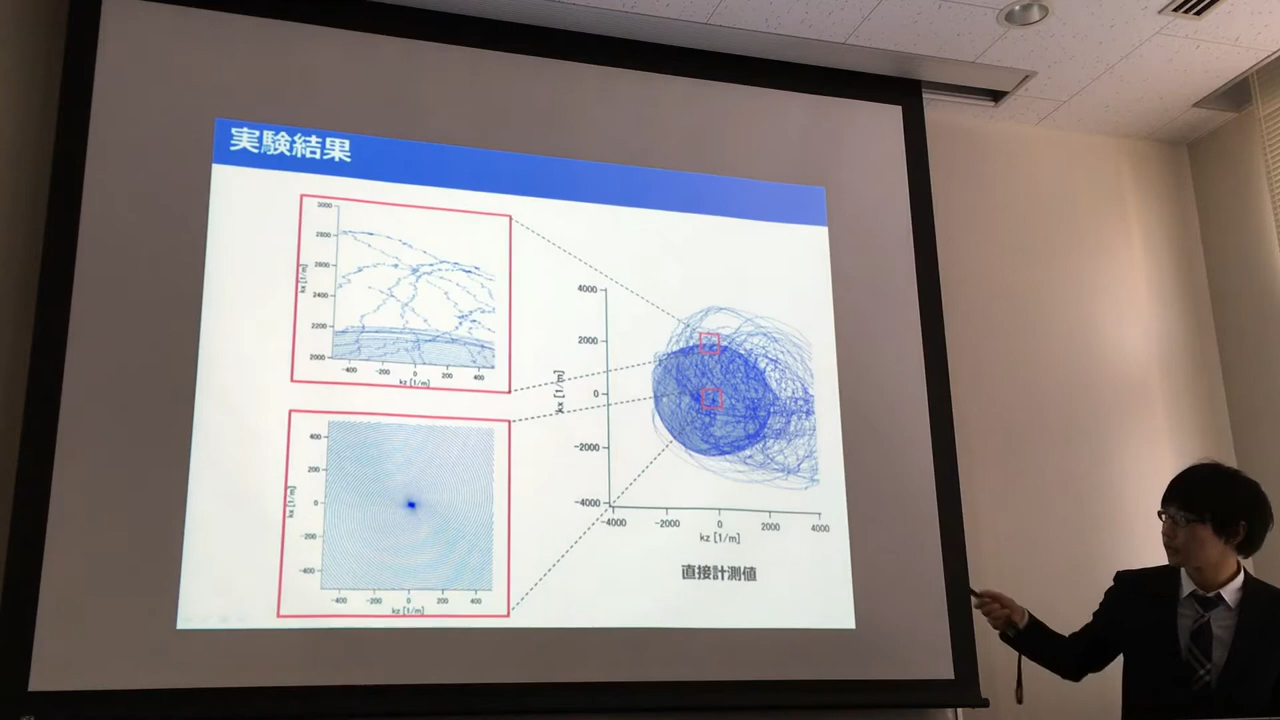 実験結果
3000
2800
2600
2400
2200
2000
kx [1/m]
-400 -200 0 200 400
kz [1/m]
400
200
0
-200
-400
kx [1/m]
-400 -200 0 200 400
kz [1/m]
4000
2000
0
-2000
-4000
kx [1/m]
-4000 -2000 0 2000 4000
kz [1/m]
直接計測値